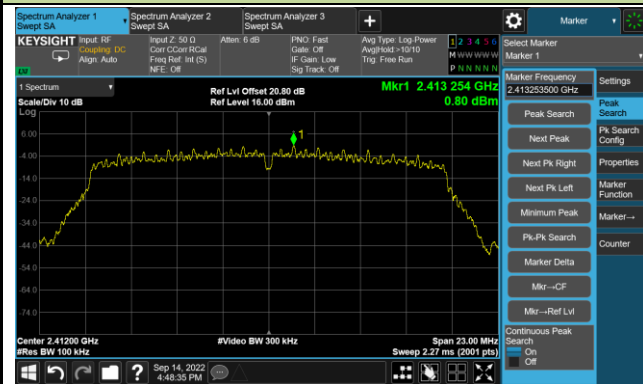 Spectrum Analyzer 1
Swept SA
Spectrum Analyzer 2
Swept SA
Spectrum Analyzer 3
Swept SA
+
Marker
KEYSIGHT
Input: RF
Coupling: DC
Align: Auto
Input Z: 50 Ω
Corr CCorr RCal
Freq Ref: Int (S)
NFE: Off
Atten: 6 dB
PNO: Fast
Gate: Off
IF Gain: Low
Sig Track: Off
Avg Type: Log-Power
Avg|Hold:>10/10
Trig: Free Run
1 2 3 4 5 6
M W W W W W
P N N N N N
LVI
Select Marker
Marker 1
1 Spectrum
Scale/Div 10 dB
Log
Ref Lvl Offset 20.80 dB
Ref Level 16.00 dBm
Mkr1 2.413 254 GHz
0.80 dBm
6.00
-4.00
-14.0
-24.0
-34.0
-44.0
-54.0
-64.0
-74.0
1
Center 2.41200 GHz
#Res BW 100 kHz
#Video BW 300 kHz
Span 23.00 MHz
Sweep 2.27 ms (2001 pts)
Marker Frequency
2.413253500 GHz
Peak Search
Next Peak
Next Pk Right
Next Pk Left
Minimum Peak
Pk-Pk Search
Marker Delta
Mkr→CF
Mkr→Ref Lvl
Continuous Peak
Search
On
Off
Settings
Peak
Search
Pk Search
Config
Properties
Marker
Function
Marker→
Counter
?
Sep 14, 2022
4:48:35 PM